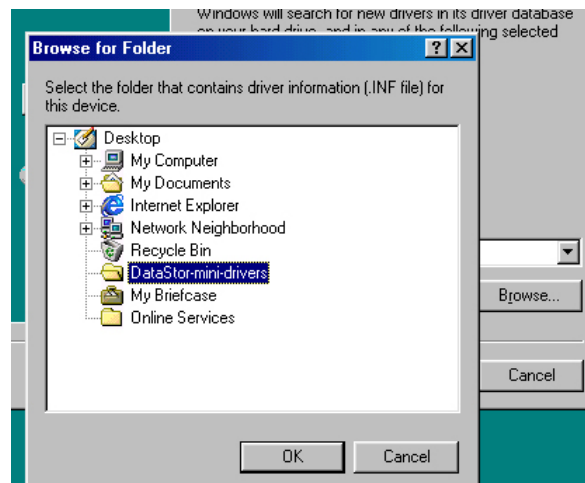 Windows will search for new drivers in its driver database
on your hard drive, and in any of the following selected
Browse for Folder
Select the folder that contains driver information (.INF file) for
this device.
Desktop
My Computer
My Documents
Internet Explorer
Network Neighborhood
Recycle Bin
DataStor-mini-drivers
My Briefcase
Online Services
Browse...
Cancel
OK
Cancel